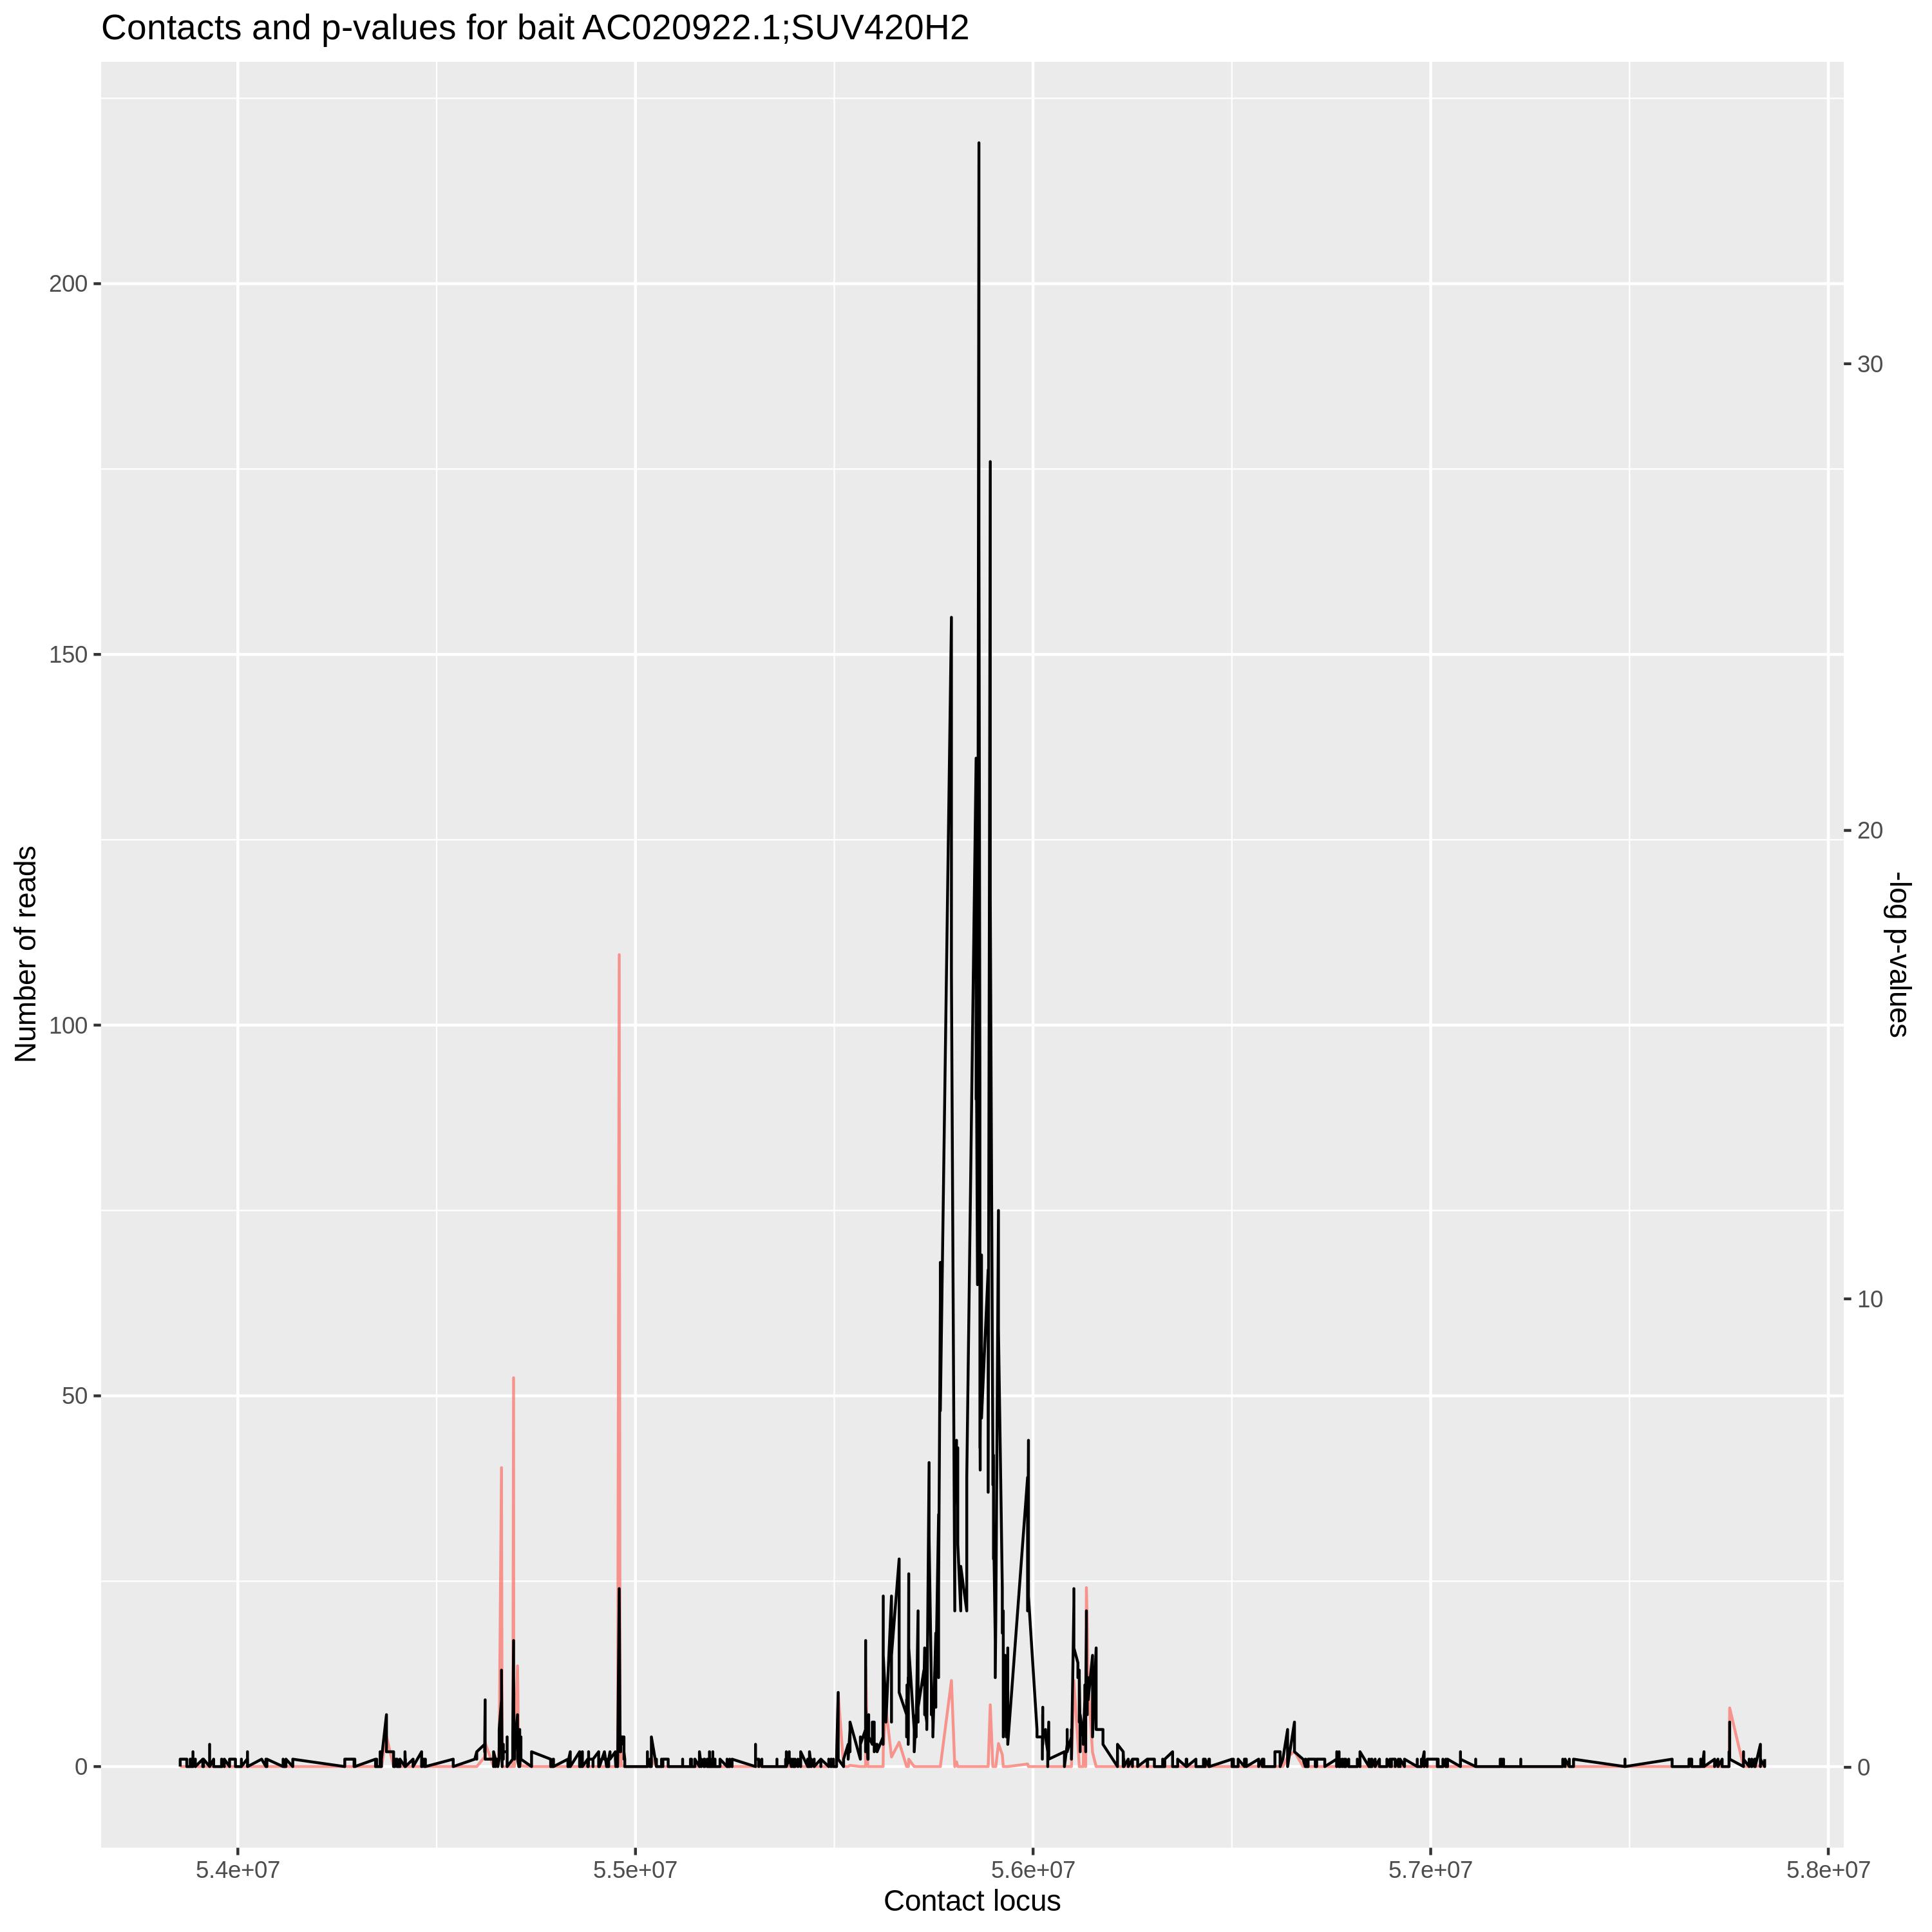 Contacts and p-values for bait AC020922.1;SUV420H2
200
150
100
50
0
30
20
10
0
Number of reads
-log p-values
5.4e+07 5.5e+07 5.6e+07 5.7e+07 5.8e+07
Contact locus